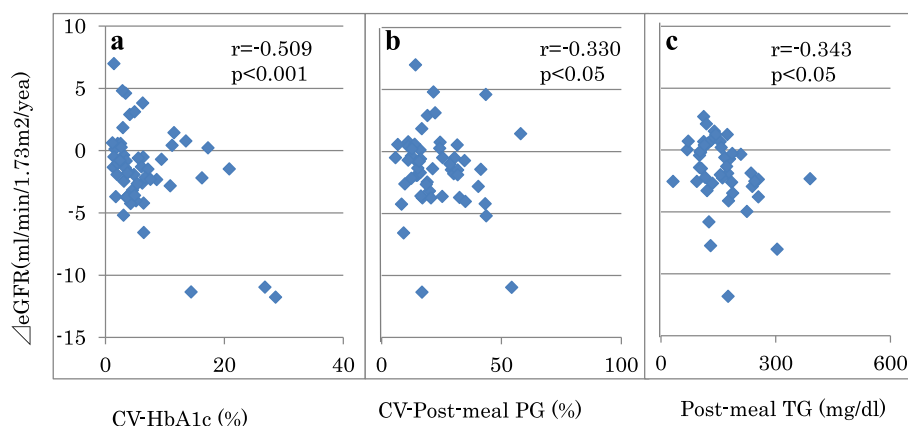 a
r=-0.509
p<0.001
b
r=-0.330
p<0.05
c
r=-0.343
p<0.05
10
5
0
-5
-10
-15
⊿eGFR(ml/min/1.73m2/yea)
0 20 40
0 50 100
0 300 600
CV-HbA1c (%)
CV-Post-meal PG (%)
Post-meal TG (mg/dl)